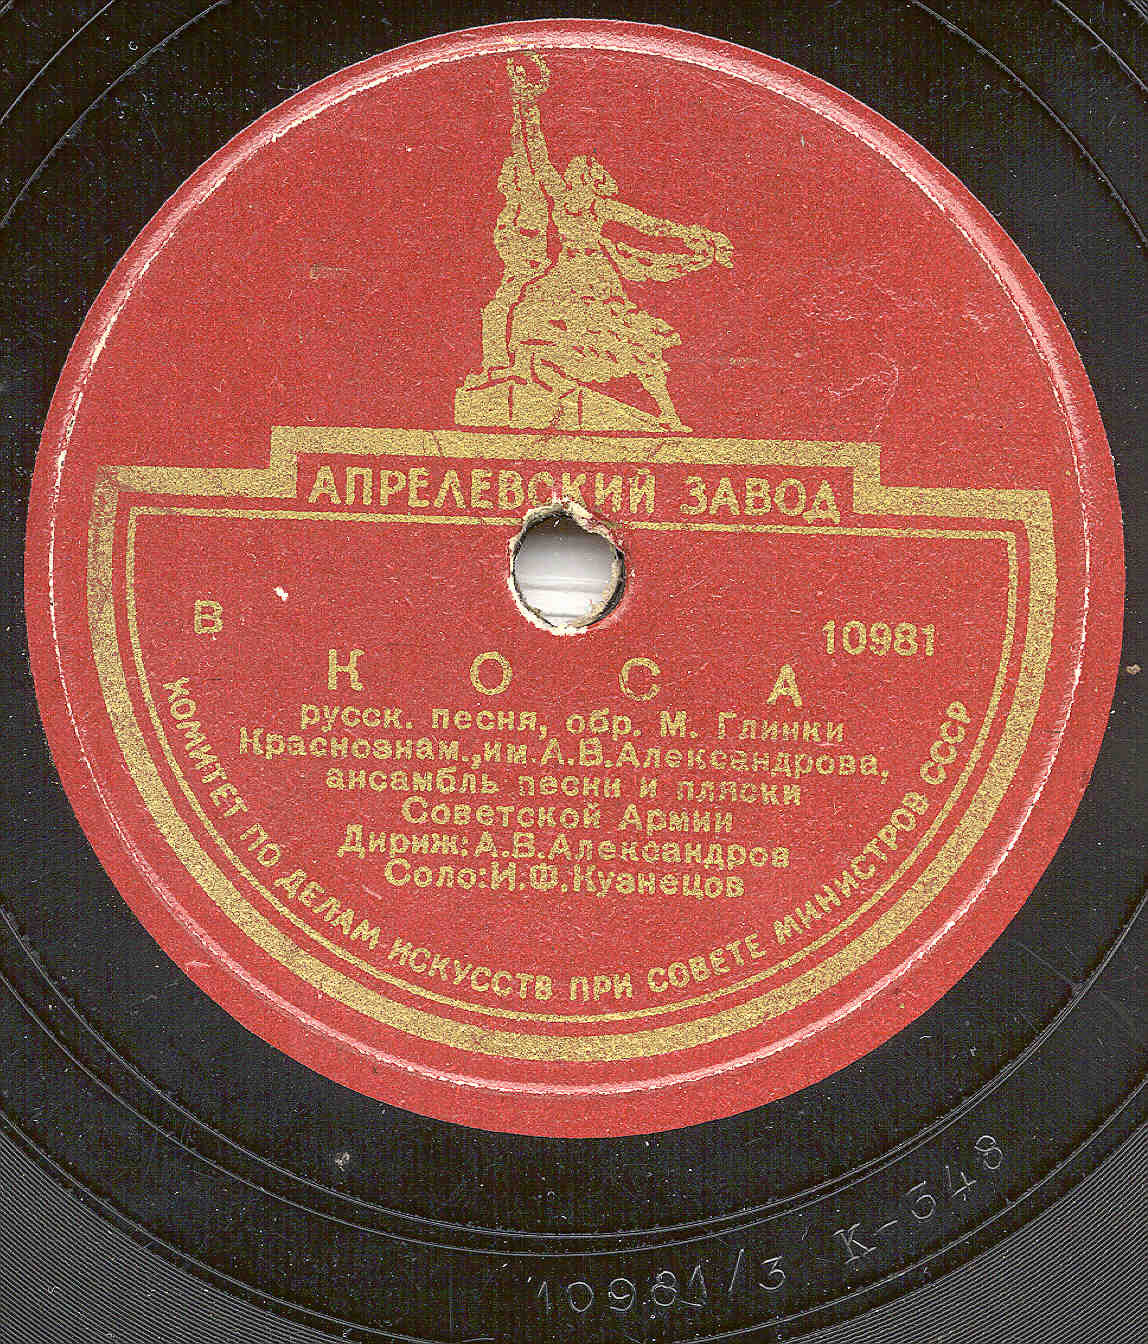 АПРЕЛЕВСКИЙ ЗАВОД
В 10981
КОСА
русск. песня, обр. М. Глинки
Краснознам.,им.А.В.Александрова,
ансамбль песни и пляски
Советской Армии
Дириж:А.В.Александров
Соло:И.Ф.Кузнецов
КОМИТЕТ ПО ДЕЛАМ ИСКУССТВ ПРИ СОВЕТЕ МИНИСТРОВ СССР
10981/3 К-548